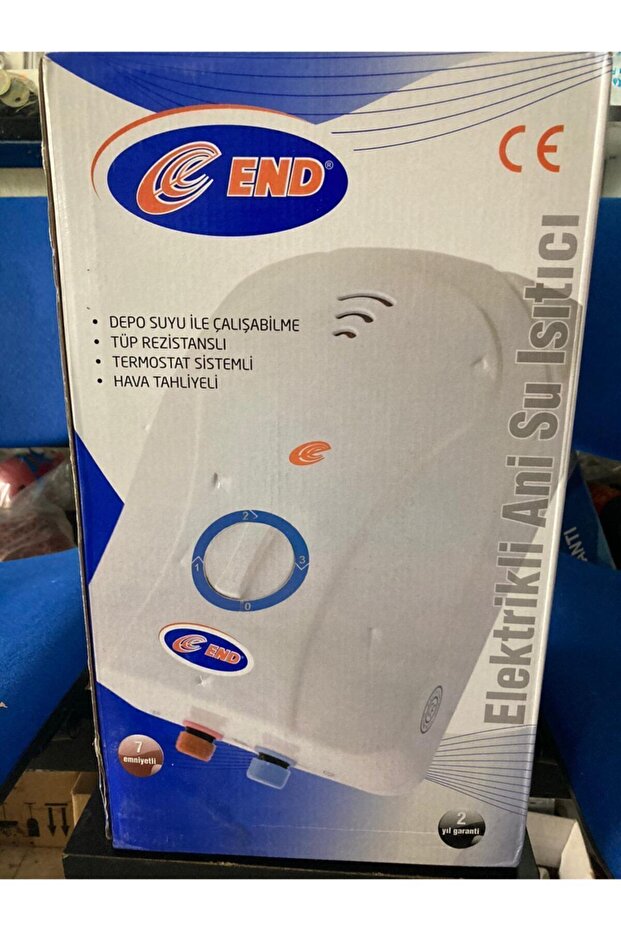 END®
CE
• DEPO SUYU İLE ÇALIŞABİLME
• TÜP REZİSTANSLI
• TERMOSTAT SİSTEMLİ
• HAVA TAHLİYELİ
Elektrikli Ani Su Isıtıcı
2
1
3
0
END
7
emniyetli
2
yıl garanti
ANTİ